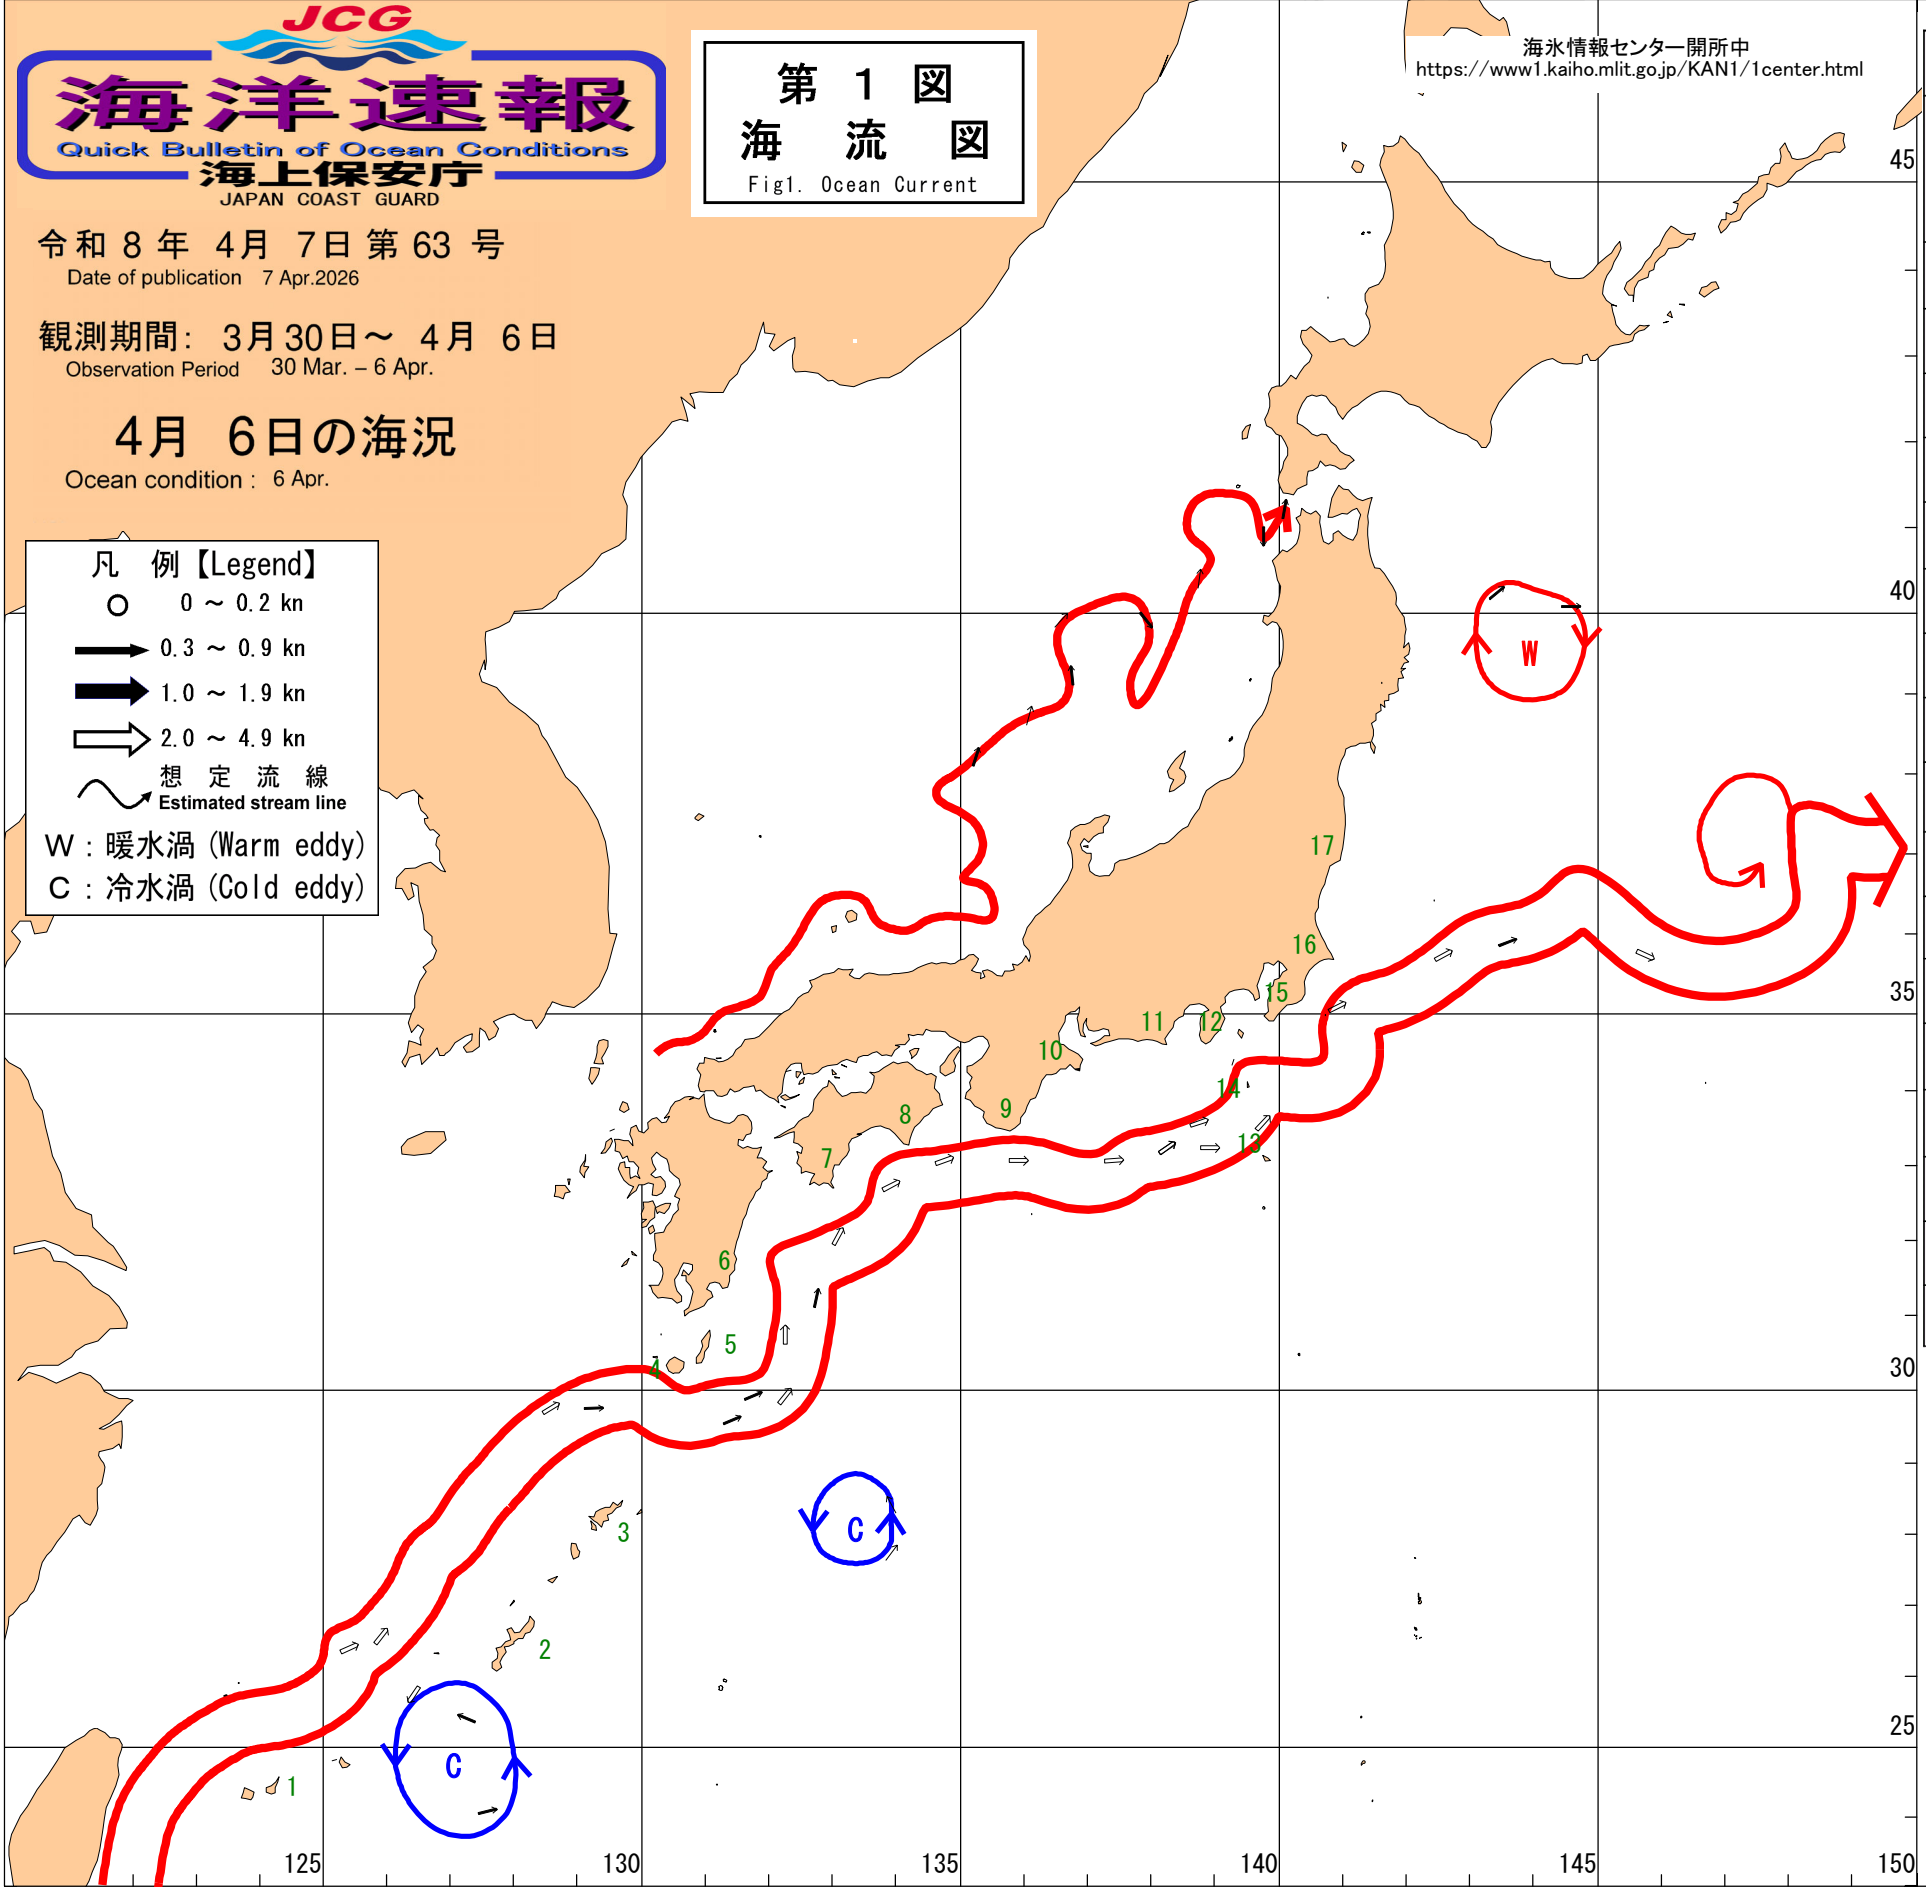 JCG
海洋速報
Quick Bulletin of Ocean Conditions
海上保安庁
JAPAN COAST GUARD
令和 8 年 4月 7日 第 63 号
Date of publication 7 Apr.2026
観測期間: 3月30日～ 4月 6日
Observation Period 30 Mar. – 6 Apr.
4月 6日の海況
Ocean condition : 6 Apr.
第 1 図
海 流 図
Fig1. Ocean Current
海氷情報センター開所中
https://www1.kaiho.mlit.go.jp/KAN1/1center.html
凡 例【Legend】
0 ～ 0.2 kn
0.3 ～ 0.9 kn
1.0 ～ 1.9 kn
2.0 ～ 4.9 kn
想 定 流 線
Estimated stream line
W : 暖水渦 (Warm eddy)
C : 冷水渦 (Cold eddy)
45
40
35
30
25
W
C
C
17
16
15
12
11
10
14
9
8
13
7
6
5
4
3
2
1
125
130
135
140
145
150